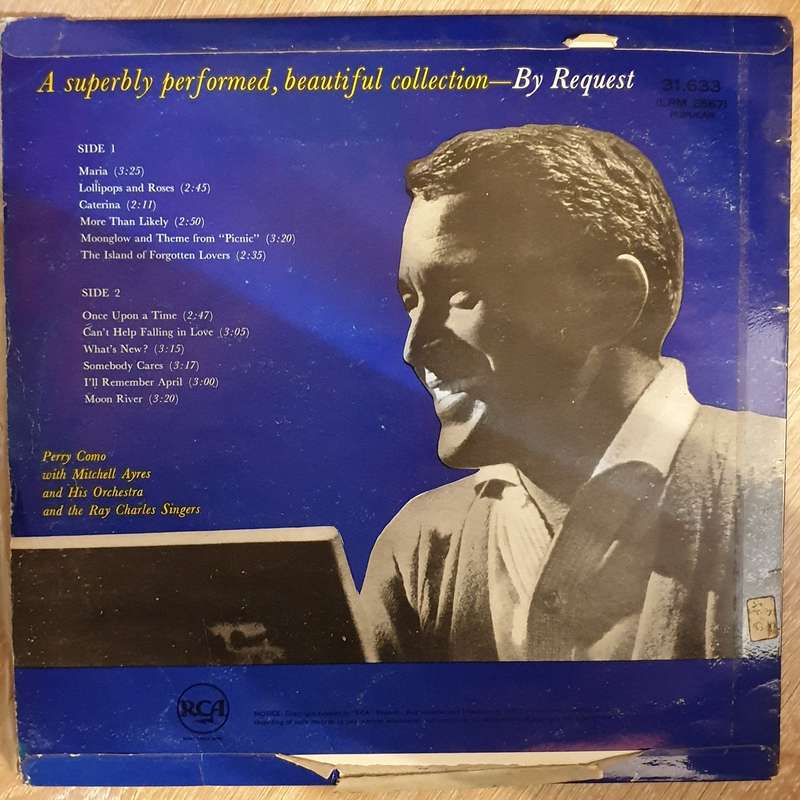 A superbly performed, beautiful collection—By Request
31.633
(LPM 2567)
POPULAR
SIDE 1
Maria (3:25)
Lollipops and Roses (2:45)
Caterina (2:11)
More Than Likely (2:50)
Moonglow and Theme from "Picnic" (3:20)
The Island of Forgotten Lovers (2:35)
SIDE 2
Once Upon a Time (2:47)
Can't Help Falling in Love (3:05)
What's New? (3:15)
Somebody Cares (3:17)
I'll Remember April (3:00)
Moon River (3:20)
Perry Como
with Mitchell Ayres
and His Orchestra
and the Ray Charles Singers
RCA
NOTICE